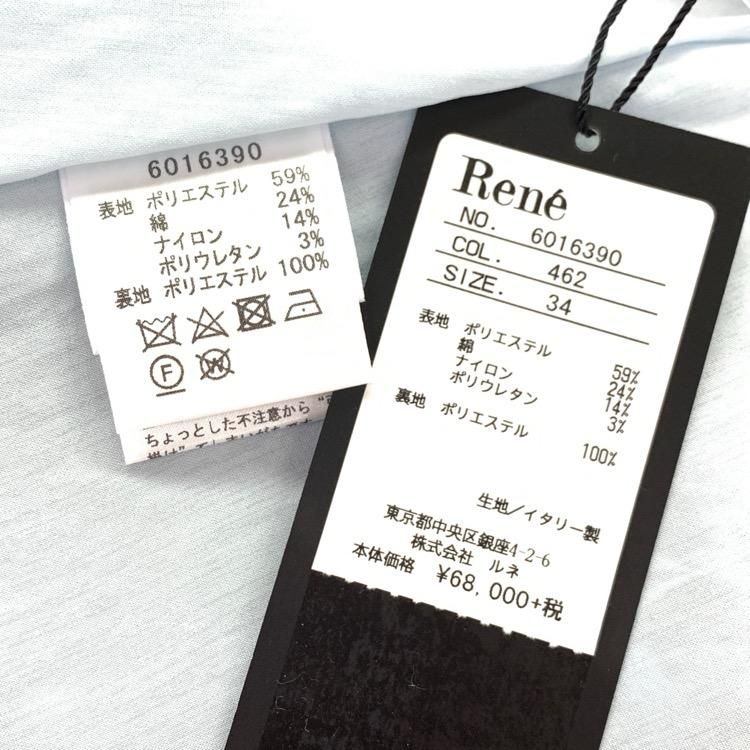 6016390
表地 ポリエステル 59%
綿 24%
ナイロン 14%
ポリウレタン 3%
裏地 ポリエステル 100%
F
W
ちょっとした不注意から
René
NO. 6016390
COL. 462
SIZE. 34
表地 ポリエステル 59%
綿 24%
ナイロン 14%
ポリウレタン 3%
裏地 ポリエステル 100%
生地/イタリー製
東京都中央区銀座4-2-6
株式会社 ルネ
本体価格 ¥68,000+税